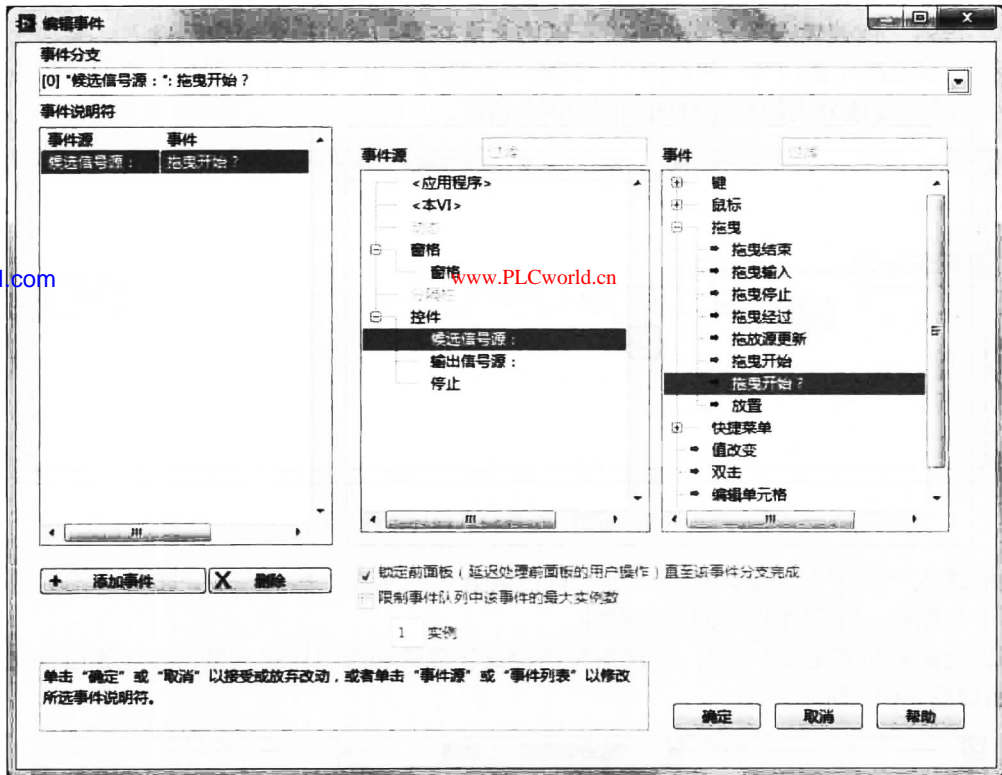 编辑事件
事件分支
[0] "候选信号源：": 拖曳开始？
事件说明符
事件源 事件
候选信号源： 拖曳开始？
事件源 过滤
<应用程序>
<本VI>
动态
窗格
窗格
分隔栏
控件
候选信号源：
输出信号源：
停止
事件 过滤
键
鼠标
拖曳
拖曳结束
拖曳输入
拖曳停止
拖曳经过
拖放源更新
拖曳开始
拖曳开始？
放置
快捷菜单
值改变
双击
编辑单元格
l.com
www.PLCworld.cn
添加事件
删除
锁定前面板（延迟处理前面板的用户操作）直至该事件分支完成
限制事件队列中该事件的最大实例数
1 实例
单击“确定”或“取消”以接受或放弃改动，或者单击“事件源”或“事件列表”以修改
所选事件说明符。
确定
取消
帮助